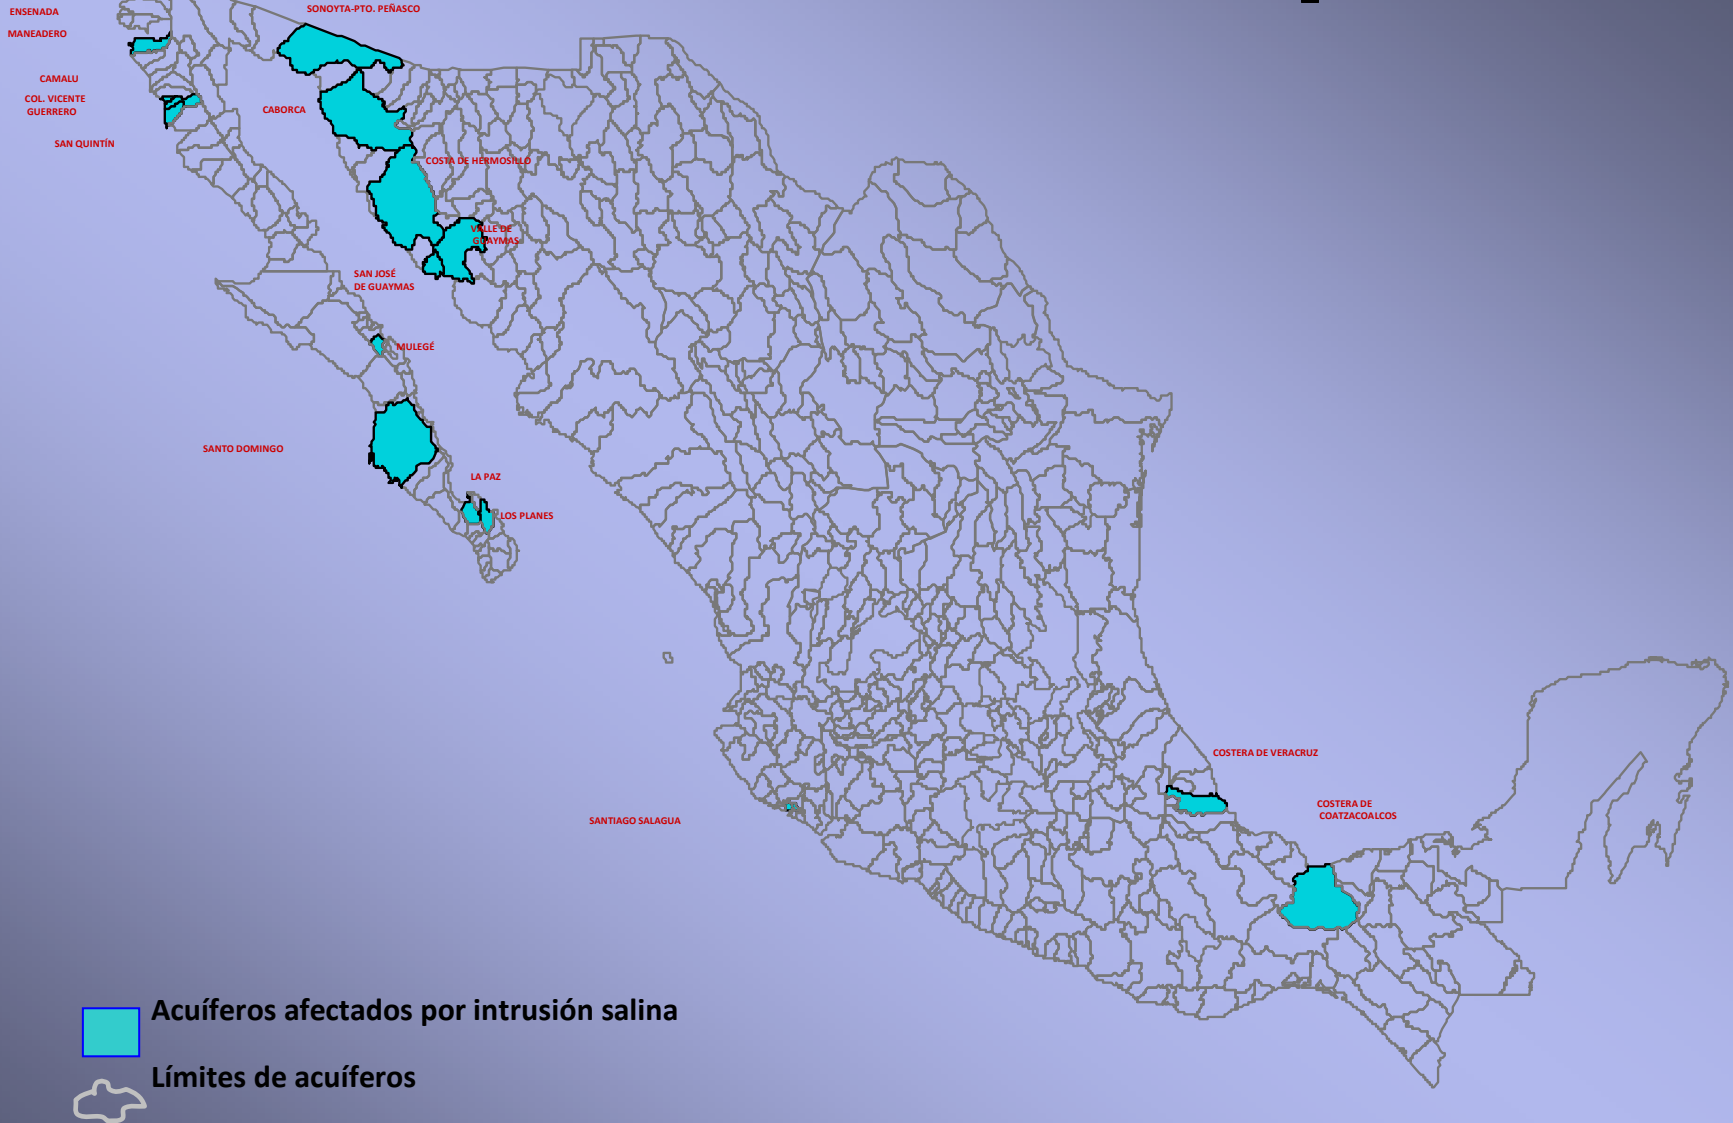 ENSENADA
SONOYTA-PTO. PEÑASCO
MANEADERO
CAMALU
COL. VICENTE
GUERRERO
CABORCA
SAN QUINTÍN
COSTA DE HERMOSILLO
VALLE DE
GUAYMAS
SAN JOSÉ
DE GUAYMAS
MULEGÉ
SANTO DOMINGO
LA PAZ
LOS PLANES
COSTERA DE VERACRUZ
COSTERA DE
COATZACOALCOS
SANTIAGO SALAGUA
Acuíferos afectados por intrusión salina
Límites de acuíferos